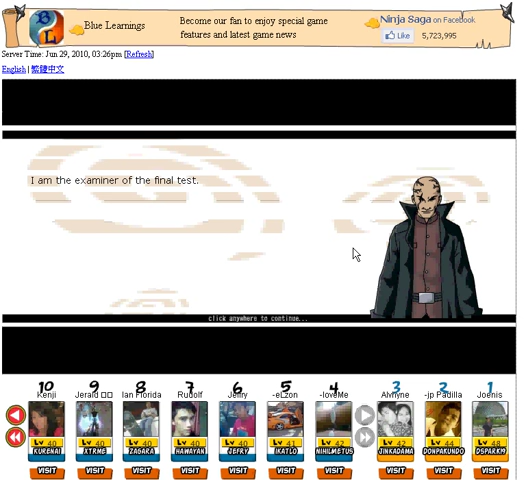 Blue Learnings
Become our fan to enjoy special game
features and latest game news
Ninja Saga on Facebook
Like 5,723,995
Server Time: Jun 29, 2010, 03:26pm [Refresh]
English | 繁體中文
I am the examiner of the final test.
click anywhere to continue...
10 9 8 7 6 5 4 3 2 1
Kenji Jerald Ian Florida Rudolf Jeffry -eLzon -loveMe Alvhyne -jp Padilla Joenis
Lv 40 Lv 40 Lv 40 Lv 40 Lv 40 Lv 41 Lv 42 Lv 42 Lv 44 Lv 48
KURENAI XTRME ZAGARA HAWAYAN JEFRY IKATLO NIHILMETUS JINKADAMA DONPAKUNDO DSPARKM
VISIT VISIT VISIT VISIT VISIT VISIT VISIT VISIT VISIT VISIT